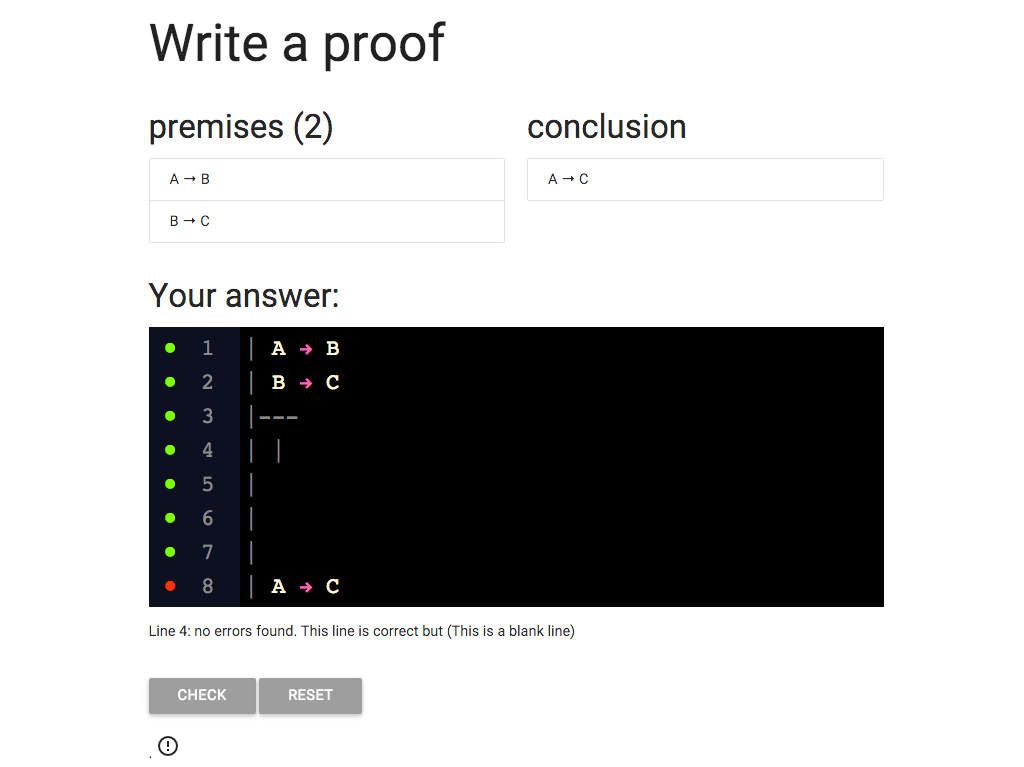 Write a proof
premises (2)
conclusion
A → B
A → C
B → C
Your answer:
1 | A → B
2 | B → C
3 |---
4 | |
5 |
6 |
7 |
8 | A → C
Line 4: no errors found. This line is correct but (This is a blank line)
CHECK RESET
.